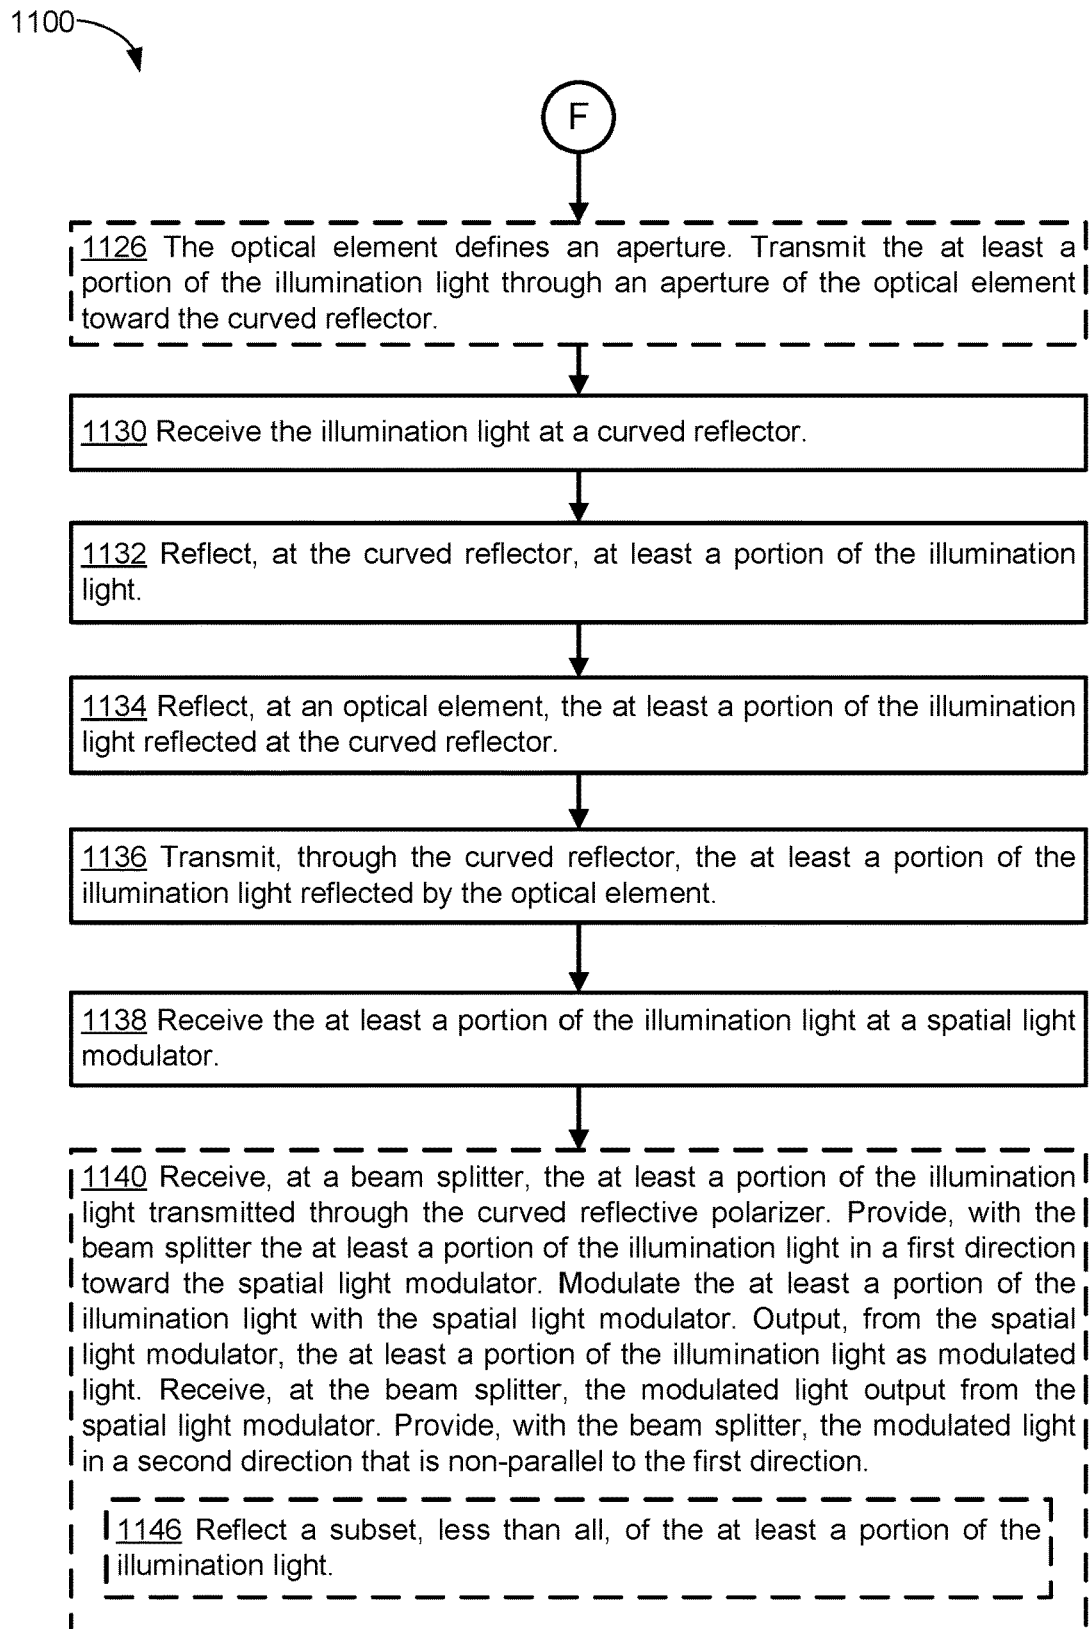 1100
F
1126 The optical element defines an aperture. Transmit the at least a
portion of the illumination light through an aperture of the optical element
toward the curved reflector.
1130 Receive the illumination light at a curved reflector.
1132 Reflect, at the curved reflector, at least a portion of the illumination
light.
1134 Reflect, at an optical element, the at least a portion of the illumination
light reflected at the curved reflector.
1136 Transmit, through the curved reflector, the at least a portion of the
illumination light reflected by the optical element.
1138 Receive the at least a portion of the illumination light at a spatial light
modulator.
1140 Receive, at a beam splitter, the at least a portion of the illumination
light transmitted through the curved reflective polarizer. Provide, with the
beam splitter the at least a portion of the illumination light in a first direction
toward the spatial light modulator. Modulate the at least a portion of the
illumination light with the spatial light modulator. Output, from the spatial
light modulator, the at least a portion of the illumination light as modulated
light. Receive, at the beam splitter, the modulated light output from the
spatial light modulator. Provide, with the beam splitter, the modulated light
in a second direction that is non-parallel to the first direction.
1146 Reflect a subset, less than all, of the at least a portion of the
illumination light.